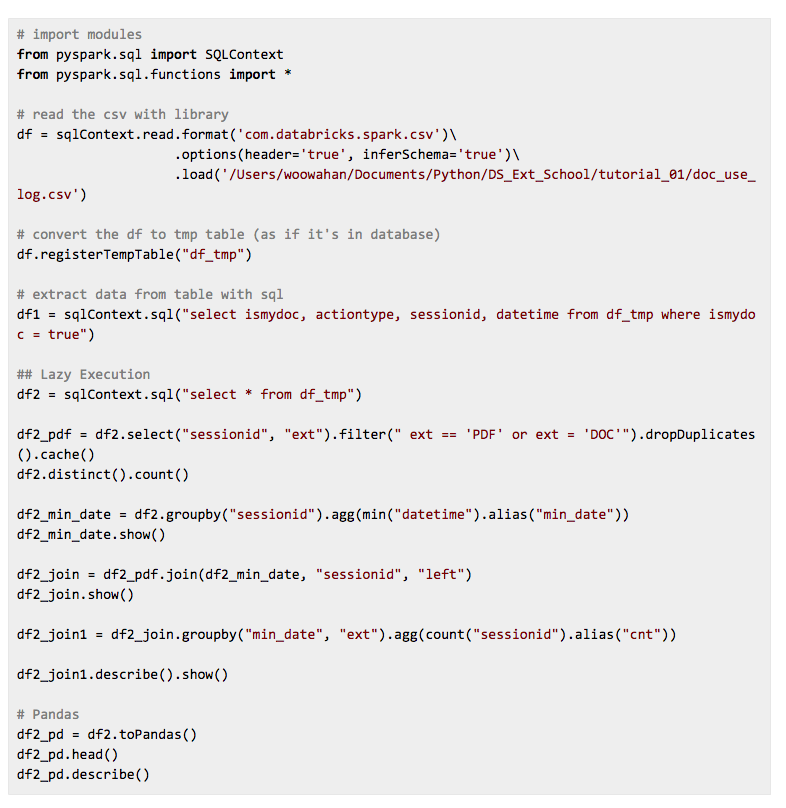 # import modules
from pyspark.sql import SQLContext
from pyspark.sql.functions import *

# read the csv with library
df = sqlContext.read.format('com.databricks.spark.csv')\
                    .options(header='true', inferSchema='true')\
                    .load('/Users/woowahan/Documents/Python/DS_Ext_School/tutorial_01/doc_use_
log.csv')

# convert the df to tmp table (as if it's in database)
df.registerTempTable("df_tmp")

# extract data from table with sql
df1 = sqlContext.sql("select ismydoc, actiontype, sessionid, datetime from df_tmp where ismydo
c = true")

## Lazy Execution
df2 = sqlContext.sql("select * from df_tmp")

df2_pdf = df2.select("sessionid", "ext").filter(" ext == 'PDF' or ext = 'DOC'").dropDuplicates
().cache()
df2.distinct().count()

df2_min_date = df2.groupby("sessionid").agg(min("datetime").alias("min_date"))
df2_min_date.show()

df2_join = df2_pdf.join(df2_min_date, "sessionid", "left")
df2_join.show()

df2_join1 = df2_join.groupby("min_date", "ext").agg(count("sessionid").alias("cnt"))

df2_join1.describe().show()

# Pandas
df2_pd = df2.toPandas()
df2_pd.head()
df2_pd.describe()